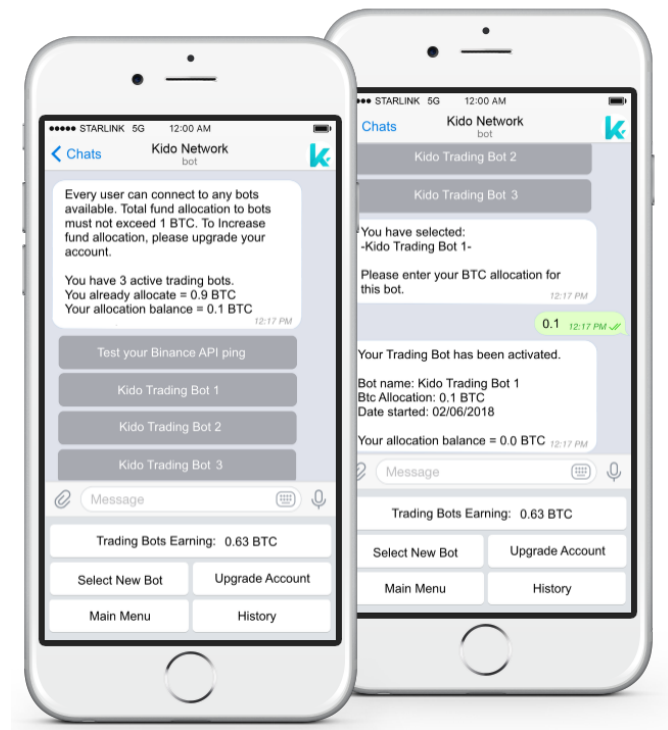 STARLINK 5G 12:00 AM
Chats
Kido Network
bot
k
Every user can connect to any bots
available. Total fund allocation to bots
must not exceed 1 BTC. To Increase
fund allocation, please upgrade your
account.
You have 3 active trading bots.
You already allocate = 0.9 BTC
Your allocation balance = 0.1 BTC
12:17 PM
Test your Binance API ping
Kido Trading Bot 1
Kido Trading Bot 2
Kido Trading Bot 3
Message
Trading Bots Earning: 0.63 BTC
Select New Bot
Upgrade Account
Main Menu
History
STARLINK 5G 12:00 AM
Chats
Kido Network
bot
k
Kido Trading Bot 2
Kido Trading Bot 3
You have selected:
-Kido Trading Bot 1-
Please enter your BTC allocation for
this bot.
12:17 PM
0.1 12:17 PM
Your Trading Bot has been activated.
Bot name: Kido Trading Bot 1
Btc Allocation: 0.1 BTC
Date started: 02/06/2018
Your allocation balance = 0.0 BTC 12:17 PM
Message
Trading Bots Earning: 0.63 BTC
Select New Bot
Upgrade Account
Main Menu
History